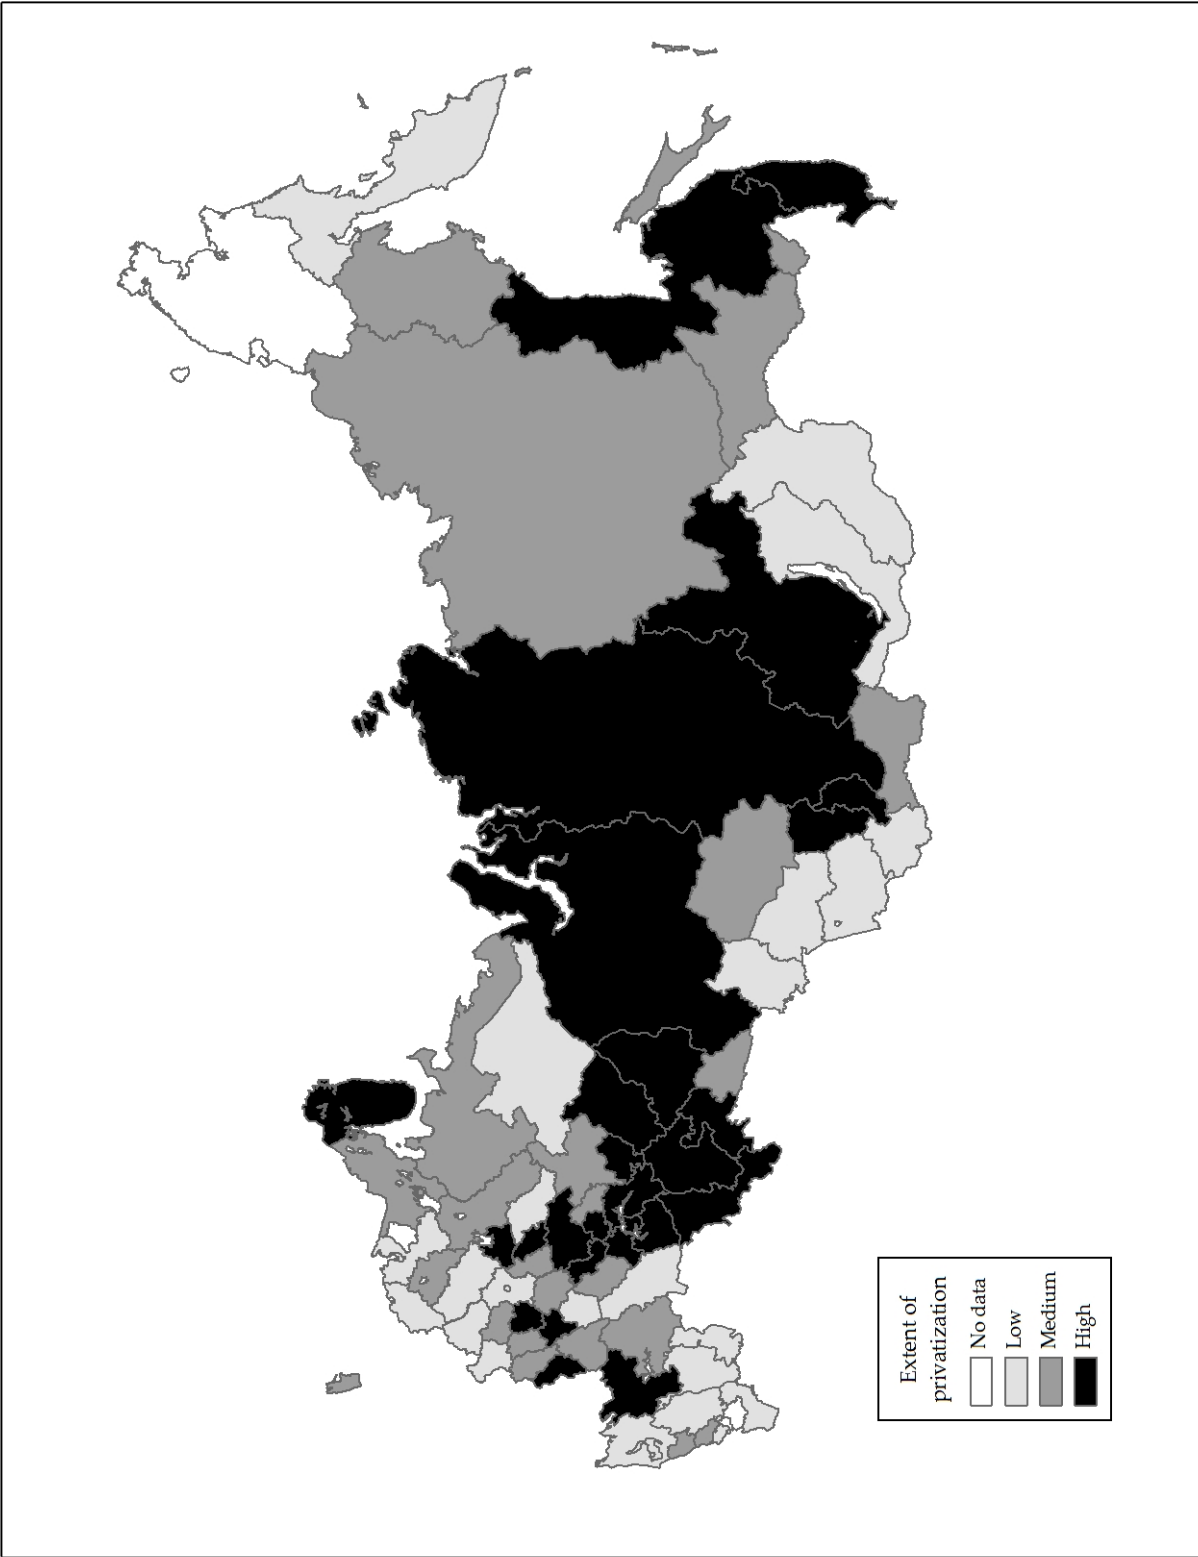 Extent of
privatization
No data
Low
Medium
High